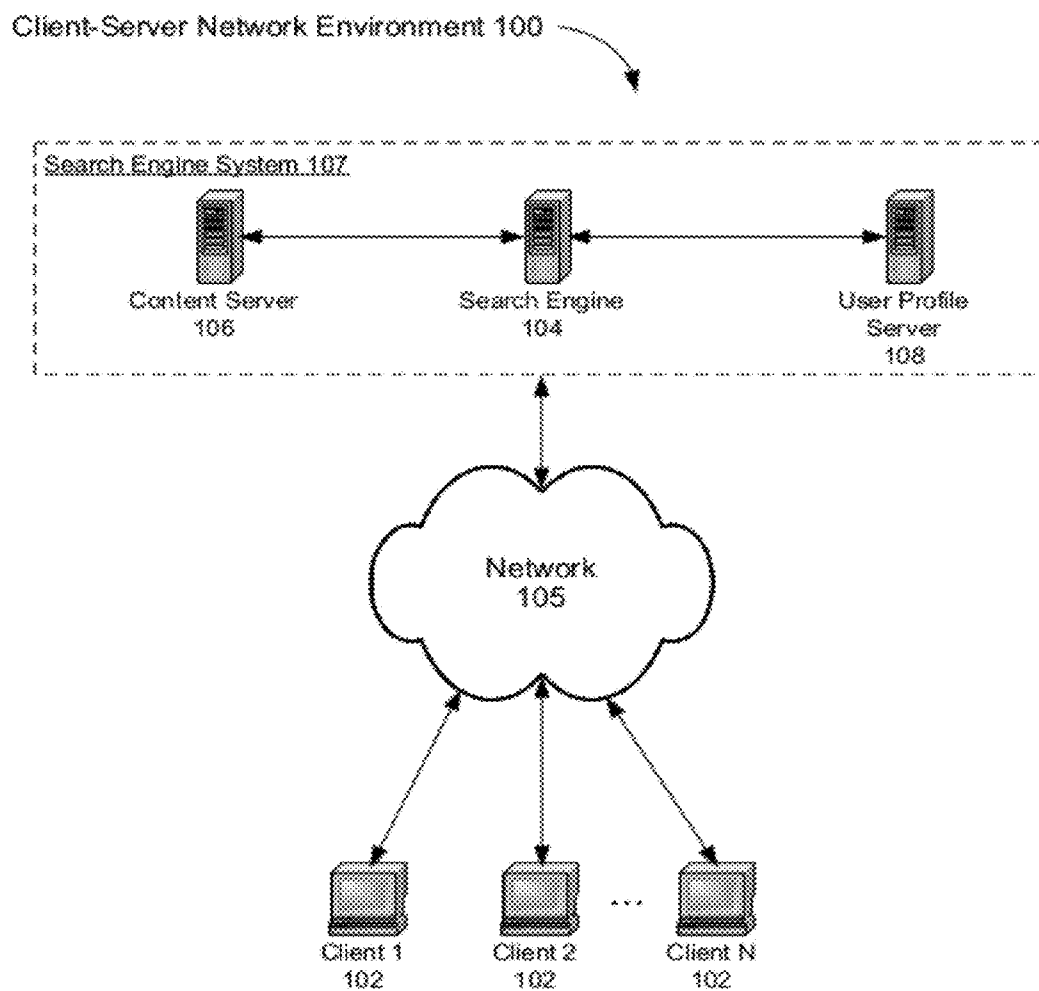 Client-Server Network Environment 100
Search Engine System 107
Content Server
106
Search Engine
104
User Profile
Server
108
Network
105
Client 1
102
Client 2
102
...
Client N
102